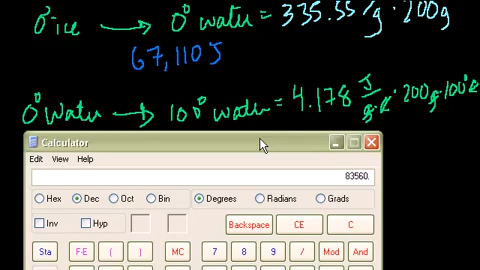 0° ice → 0° water = 335.55 J/g · 200g
67,110 J
0° Water → 100° water = 4.178 J/g·K · 200g · 100°K
Calculator
Edit View Help
83560.
Hex Dec Oct Bin Degrees Radians Grads
Inv Hyp Backspace CE C
Sta F-E ( ) MC 7 8 9 / Mod And